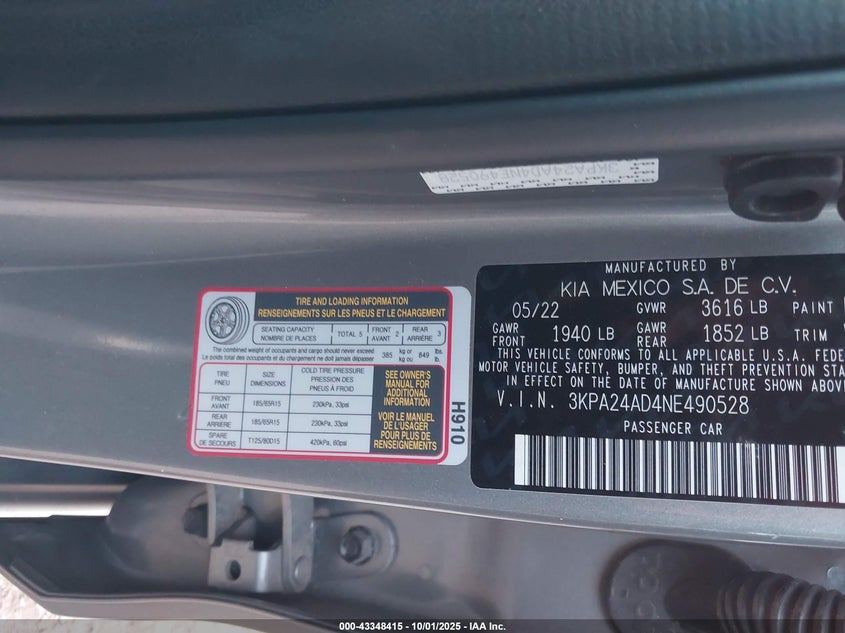 3KPA24AD4NE490528
MANUFACTURED BY
KIA MEXICO S.A. DE C.V.
05/22 GVWR 3616 LB PAINT
GAWR FRONT 1940 LB GAWR REAR 1852 LB TRIM
THIS VEHICLE CONFORMS TO ALL APPLICABLE U.S.A. FEDE
MOTOR VEHICLE SAFETY, BUMPER, AND THEFT PREVENTION STA
IN EFFECT ON THE DATE OF MANUFACTURE SHOWN ABOV
V.I.N. 3KPA24AD4NE490528
PASSENGER CAR
TIRE AND LOADING INFORMATION
RENSEIGNEMENTS SUR LES PNEUS ET LE CHARGEMENT
SEATING CAPACITY TOTAL 5 FRONT 2 REAR 3
NOMBRE DE PLACES AVANT ARRIÈRE
The combined weight of occupants and cargo should never exceed 385 kg or 849 lbs.
Le poids total des occupants et du chargement ne doit jamais dépasser kg ou lb.
TIRE PNEU
SIZE DIMENSIONS
COLD TIRE PRESSURE
PRESSION DES
PNEUS À FROID
FRONT AVANT 185/65R15 230kPa, 33psi
REAR ARRIÈRE 185/65R15 230kPa, 33psi
SPARE DE SECOURS T125/80D15 420kPa, 60psi
SEE OWNER'S
MANUAL FOR
ADDITIONAL
INFORMATION
VOIR LE MANUEL
DE L'USAGER
POUR PLUS DE
RENSEIGNEMENTS
H910
000-43348415 - 10/01/2025 - IAA Inc.